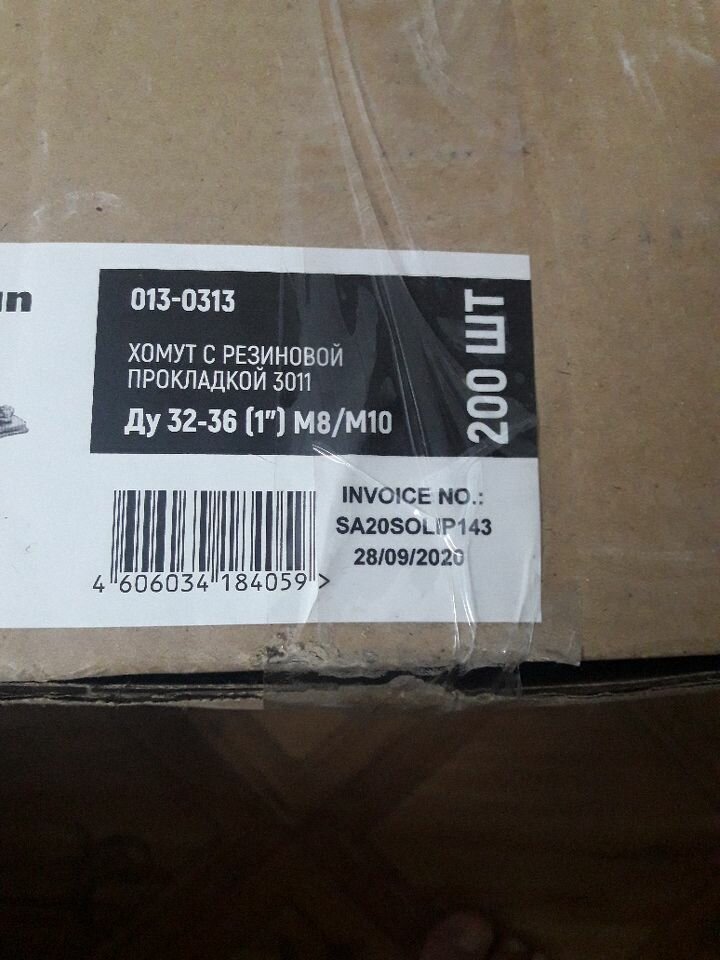 013-0313
ХОМУТ С РЕЗИНОВОЙ
ПРОКЛАДКОЙ 3011
Ду 32-36 (1") М8/М10
200 ШТ
INVOICE NO.:
SA20SOLIP143
28/09/2020
4 606034 184059 >